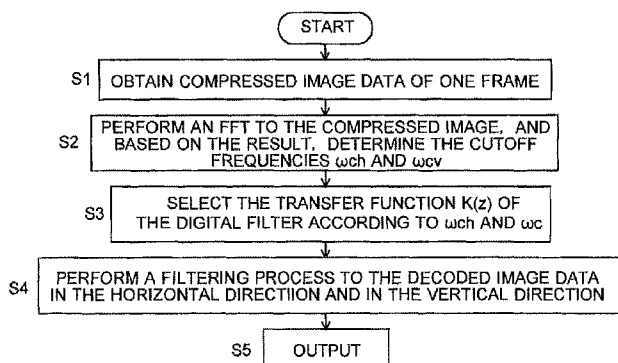 START
S1
OBTAIN COMPRESSED IMAGE DATA OF ONE FRAME
S2
PERFORM AN FFT TO THE COMPRESSED IMAGE, AND
BASED ON THE RESULT, DETERMINE THE CUTOFF
FREQUENCIES ωch AND ωcv
S3
SELECT THE TRANSFER FUNCTION K(z) OF
THE DIGITAL FILTER ACCORDING TO ωch AND ωc
S4
PERFORM A FILTERING PROCESS TO THE DECODED IMAGE DATA
IN THE HORIZONTAL DIRECTIION AND IN THE VERTICAL DIRECTION
S5
OUTPUT